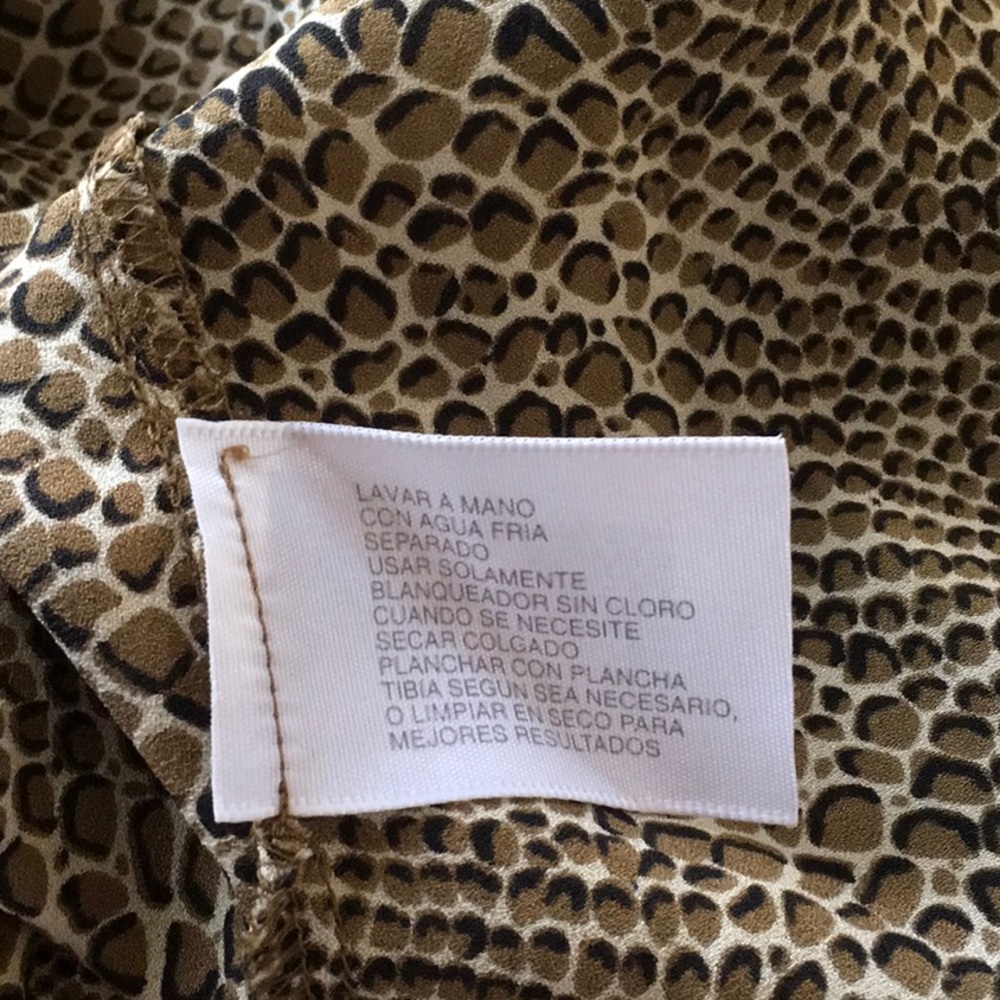 LAVAR A MANO
CON AGUA FRIA
SEPARADO
USAR SOLAMENTE
BLANQUEADOR SIN CLORO
CUANDO SE NECESITE
SECAR COLGADO
PLANCHAR CON PLANCHA
TIBIA SEGUN SEA NECESARIO,
O LIMPIAR EN SECO PARA
MEJORES RESULTADOS